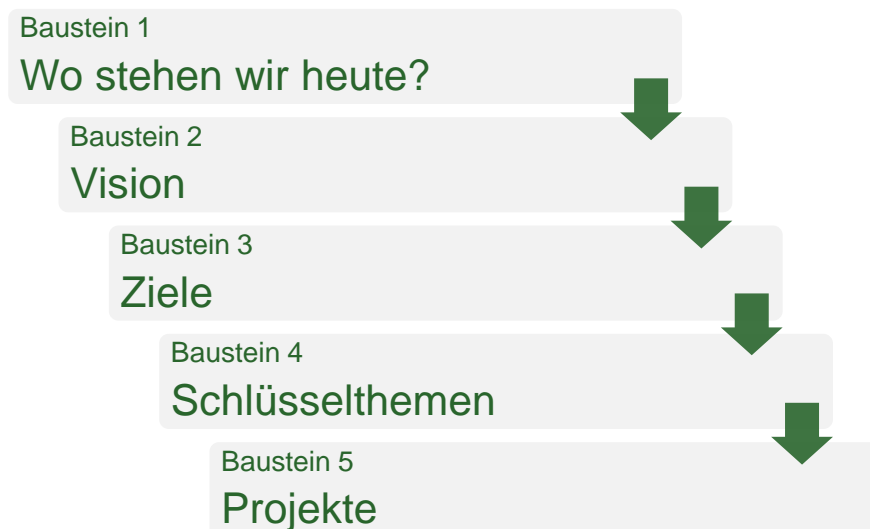 Baustein 1
Wo stehen wir heute?
Baustein 2
Vision
Baustein 3
Ziele
Baustein 4
Schlüsselthemen
Baustein 5
Projekte